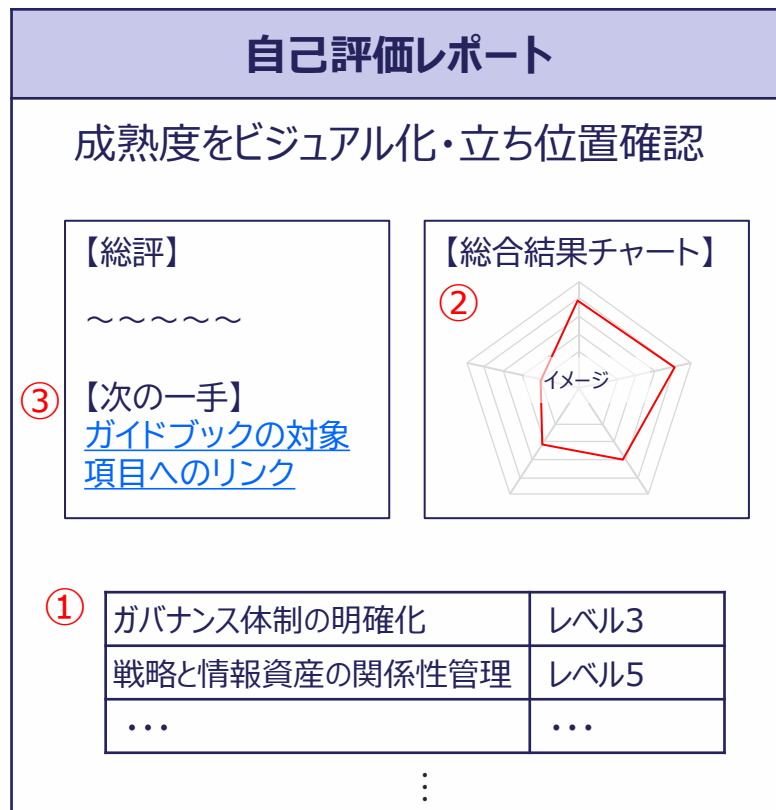 自己評価レポート
成熟度をビジュアル化・立ち位置確認
【総評】
～～～～～
③
【次の一手】
ガイドブックの対象
項目へのリンク
【総合結果チャート】
②
イメージ
①
ガバナンス体制の明確化 レベル3
戦略と情報資産の関係性管理 レベル5
・・・ ・・・
⋮